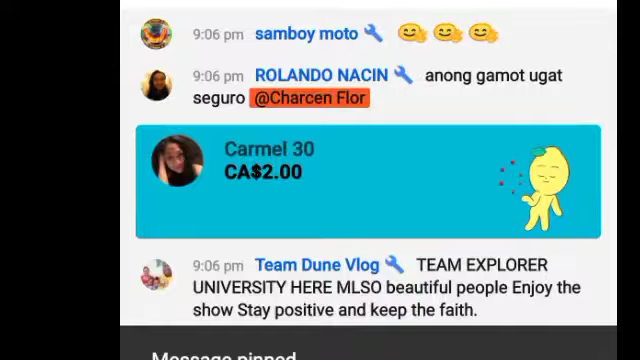 9:06 pm samboy moto
9:06 pm ROLANDO NACIN anong gamot ugat
seguro @Charcen Flor
Carmel 30
CA$2.00
9:06 pm Team Dune Vlog TEAM EXPLORER
UNIVERSITY HERE MLSO beautiful people Enjoy the
show Stay positive and keep the faith.
Message pinned